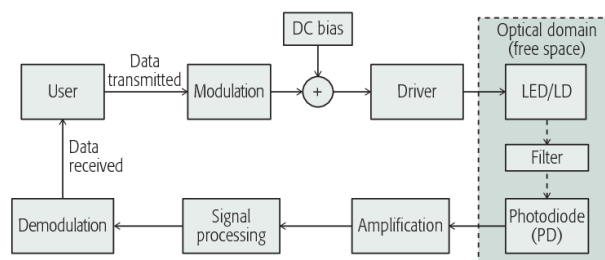 DC bias
Optical domain
(free space)
Data
transmitted
User
Modulation
+
Driver
LED/LD
Filter
Data
received
Demodulation
Signal
processing
Amplification
Photodiode
(PD)